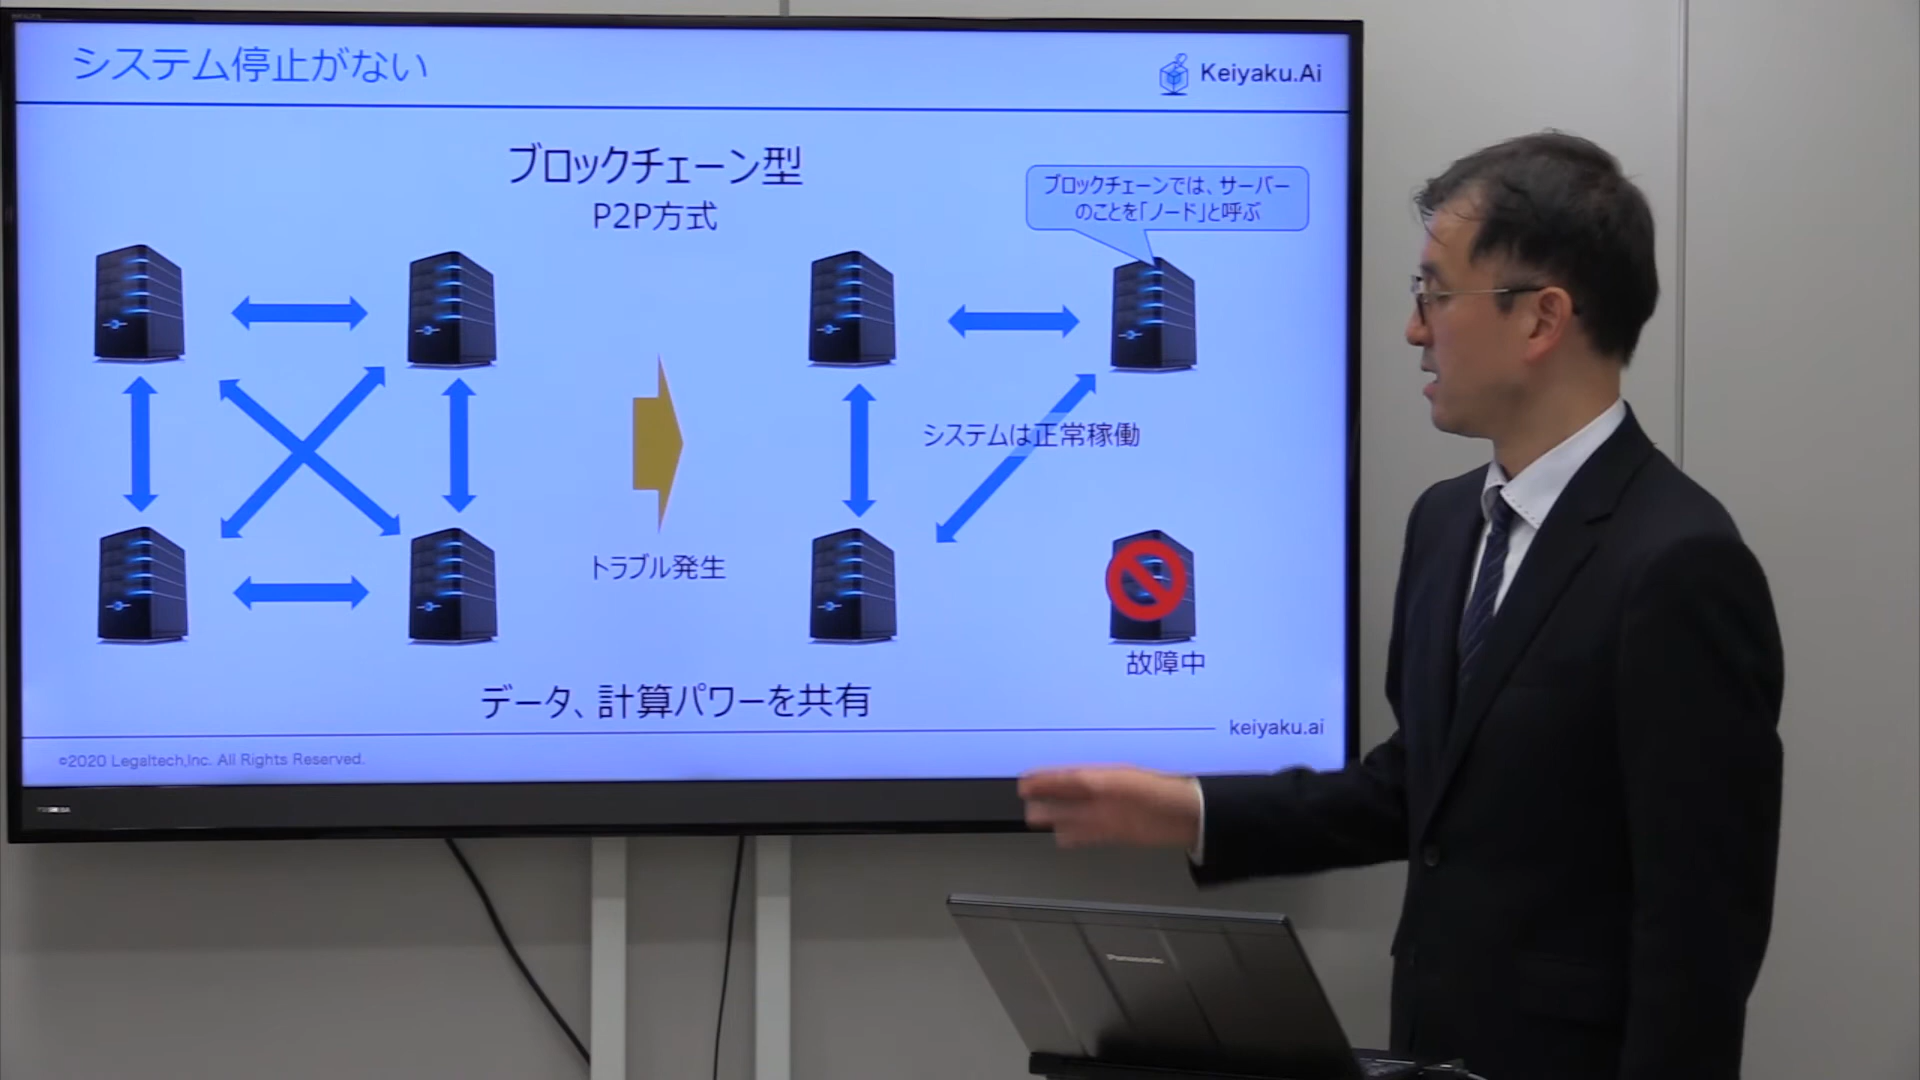 システム停止がない
Keiyaku.Ai
ブロックチェーン型
P2P方式
ブロックチェーンでは、サーバー
のことを「ノード」と呼ぶ
システムは正常稼働
トラブル発生
故障中
データ、計算パワーを共有
keiyaku.ai
©2020 Legaltech,Inc. All Rights Reserved.
Panasonic